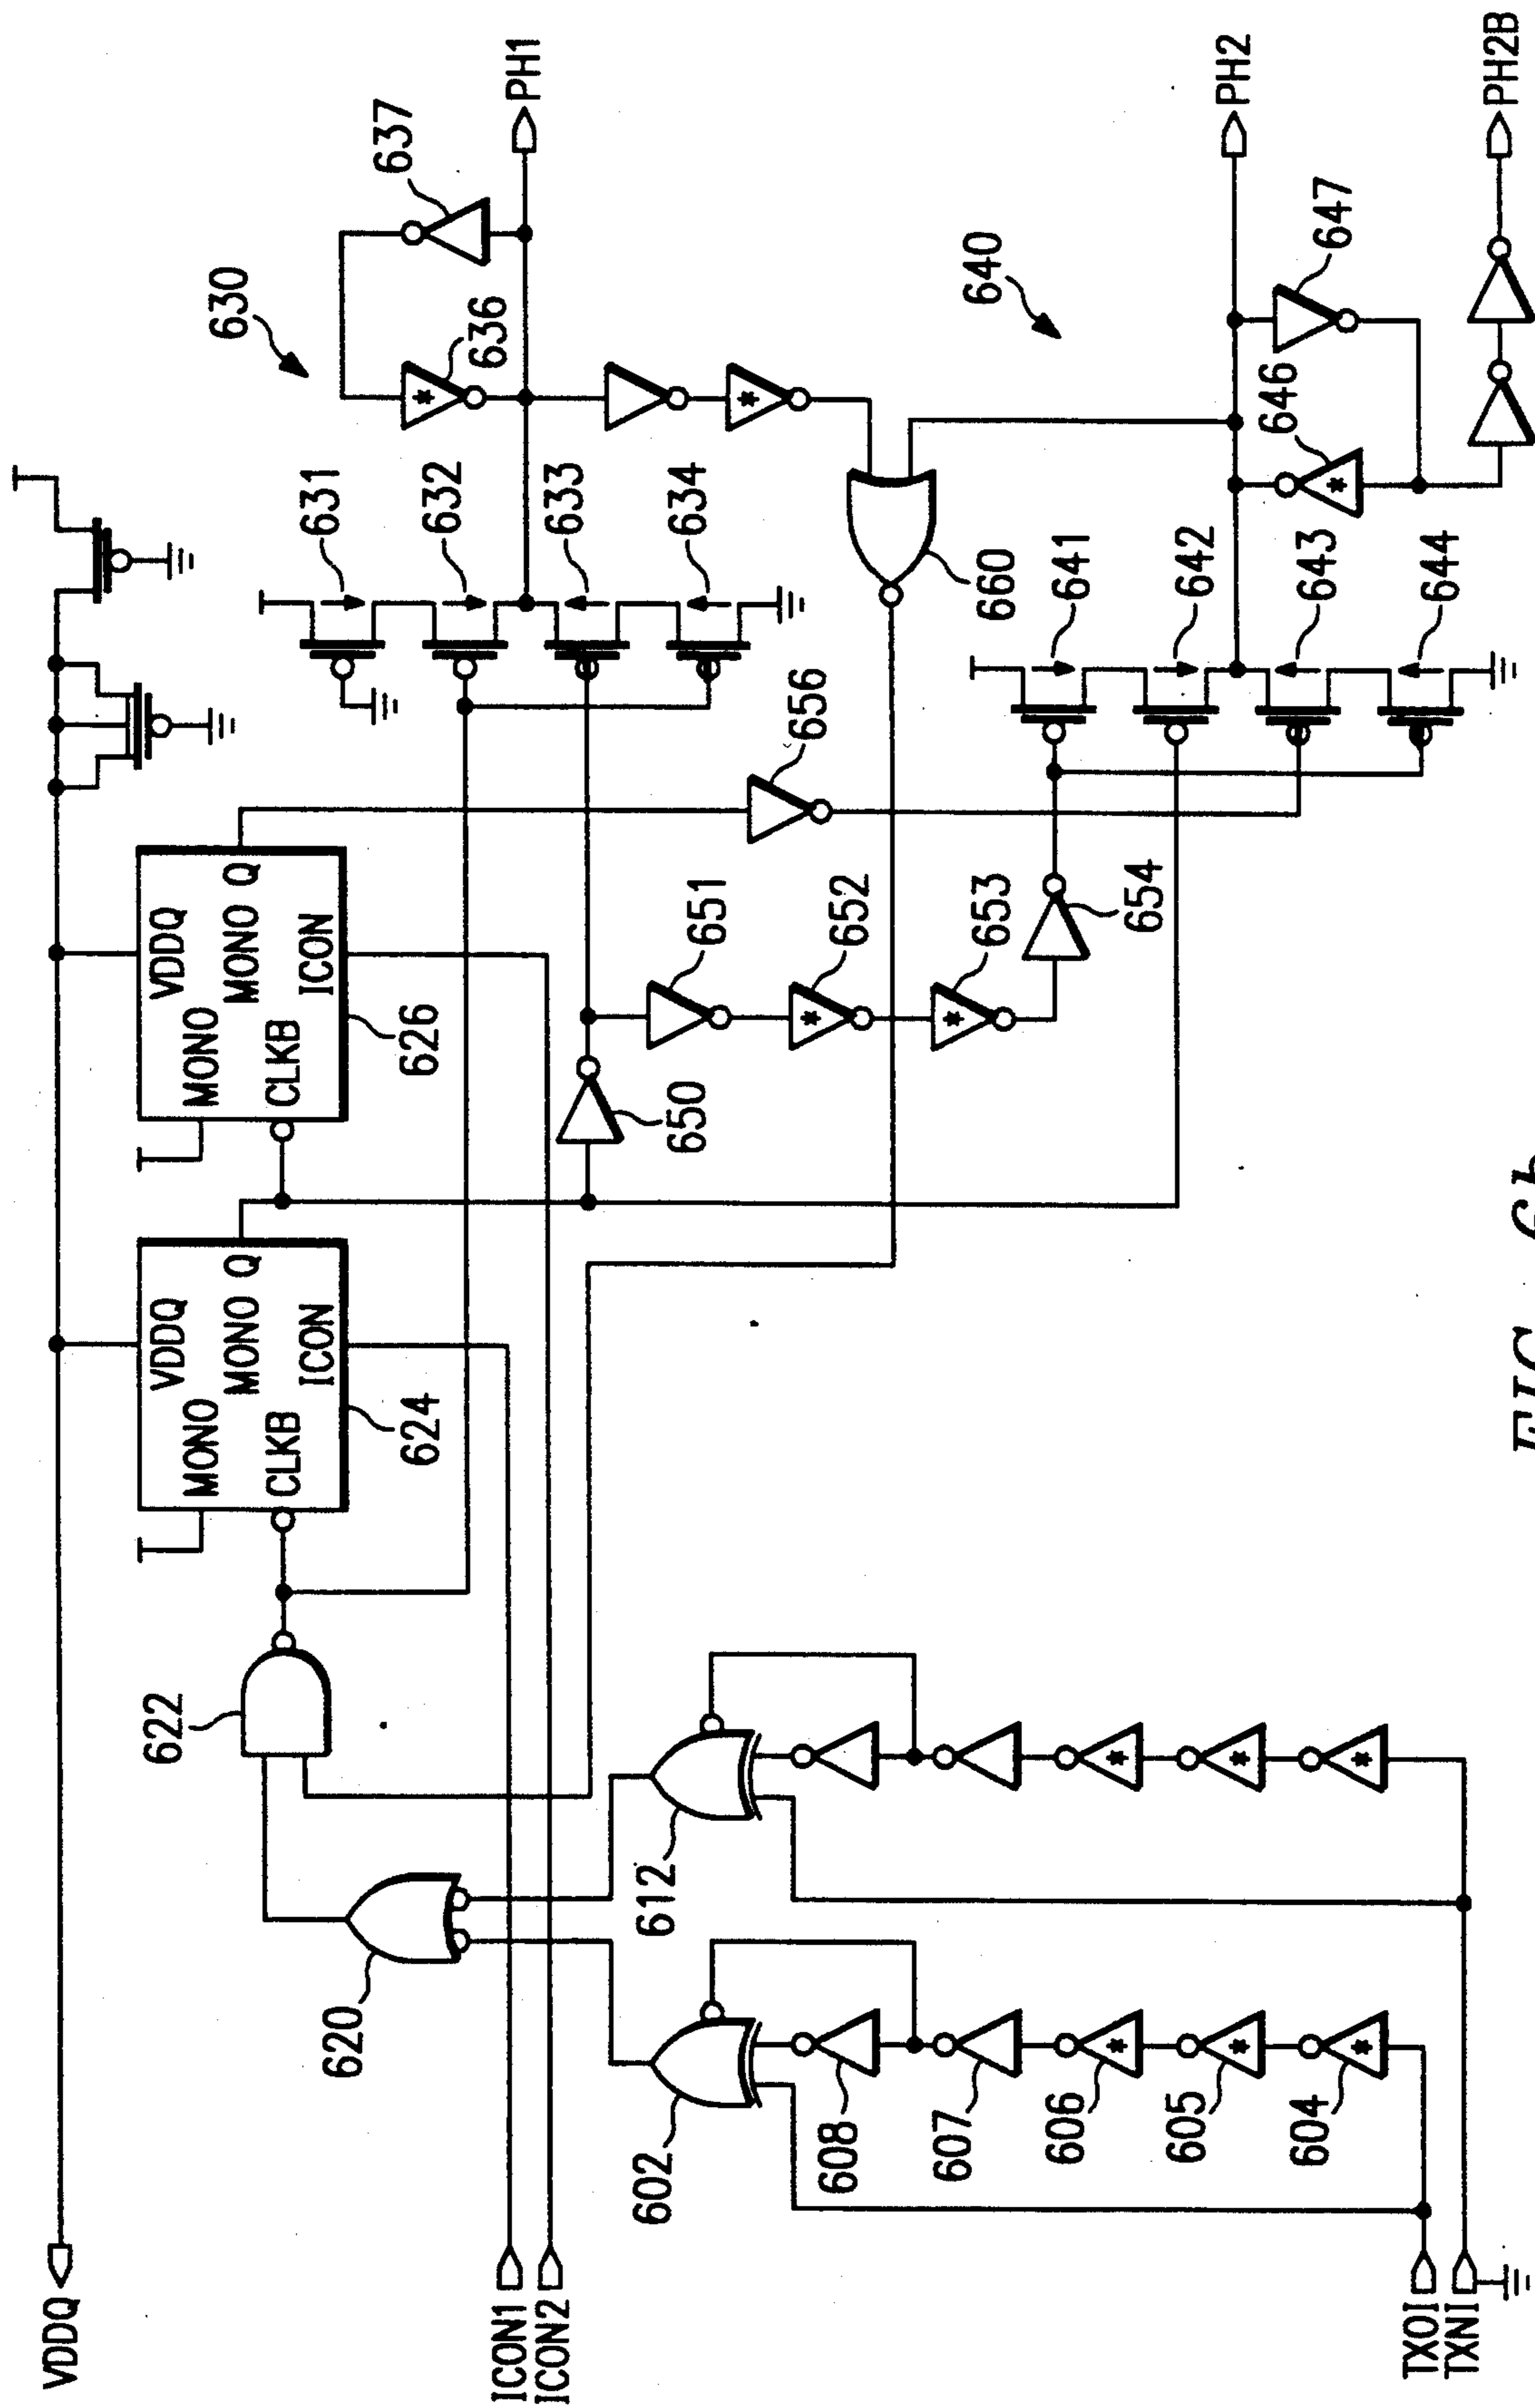 VDDQ
ICON1
ICON2
TXOI
TXNI
602
604
605
606
607
608
612
620
622
VDDQ
MONO
MONO Q
CLKB
ICON
624
VDDQ
MONO
MONO Q
CLKB
ICON
626
630
631
632
633
634
636
*
637
PH1
640
641
642
643
644
646
*
647
PH2
PH2B
650
651
652
*
653
*
654
656
660
*
*
*
*
*
*
*
FIG. 6b